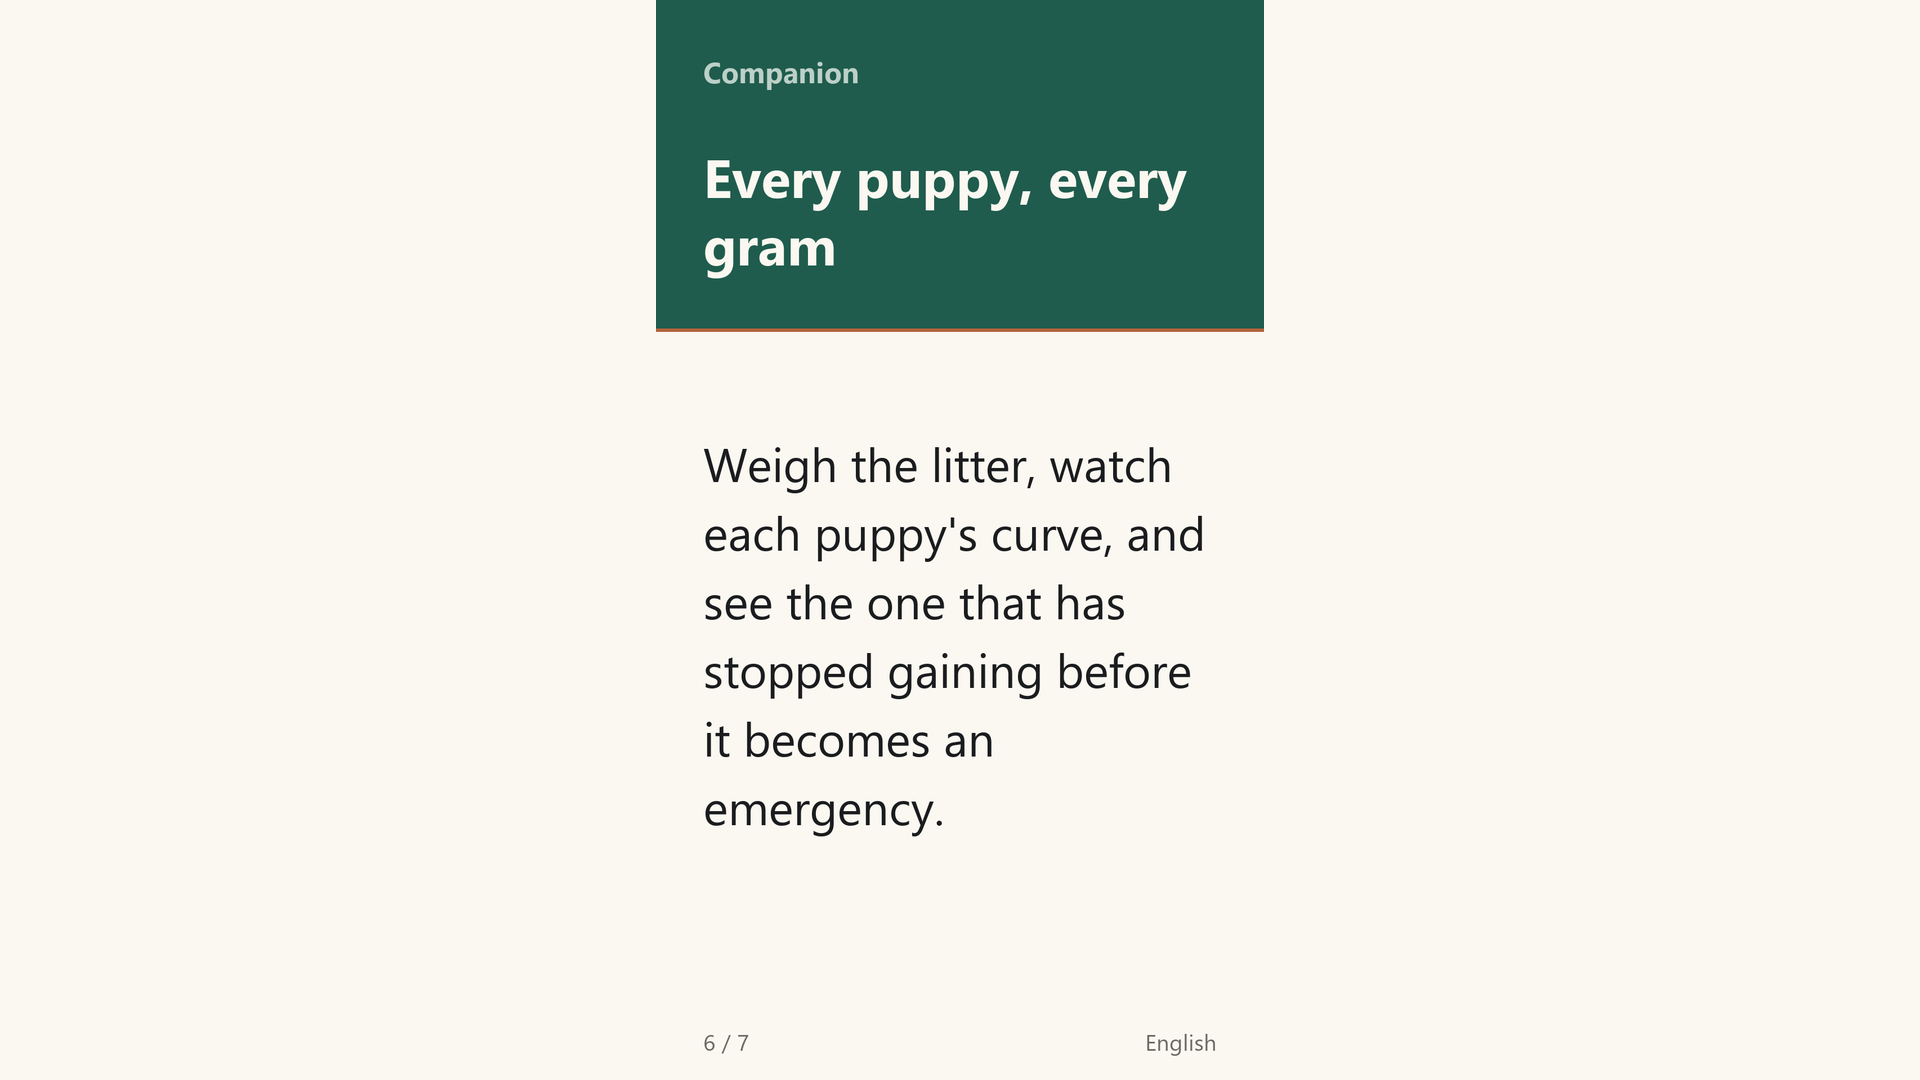 Companion
Every puppy, every
gram
Weigh the litter, watch
each puppy's curve, and
see the one that has
stopped gaining before
it becomes an
emergency.
6 / 7
English